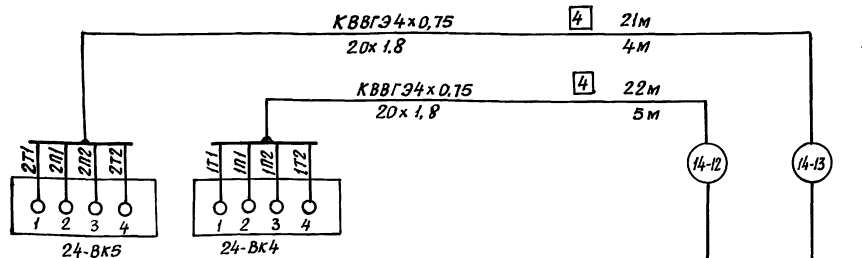 КВВГЭ4×0,75 4 21м
20×1.8 4м
КВВГЭ4×0.75 4 22м
20×1,8 5м
2Т1 2П1 2П2 2Т2 1Т1 1П1 1П2 1Т2
14-12 14-13
1 2 3 4 1 2 3 4
24-ВК5 24-ВК4